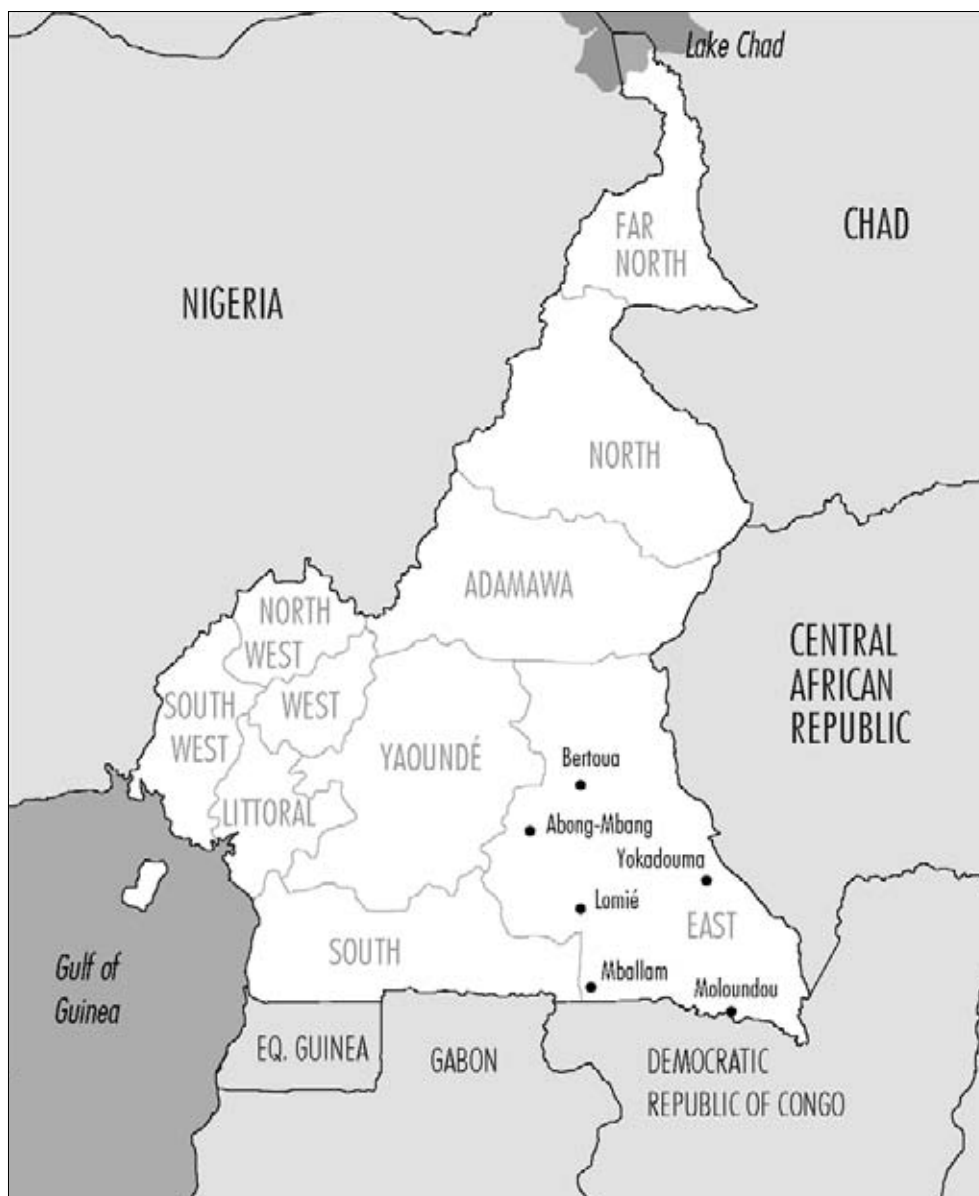 Lake Chad
FAR
NORTH
CHAD
NIGERIA
NORTH
ADAMAWA
NORTH
WEST
CENTRAL
AFRICAN
REPUBLIC
SOUTH
WEST
WEST
YAOUNDÉ
Bertoua
LITTORAL
Abong-Mbang
Yokadouma
Lomié
EAST
SOUTH
Gulf of
Guinea
Mballam
Moloundou
EQ. GUINEA
GABON
DEMOCRATIC
REPUBLIC OF CONGO